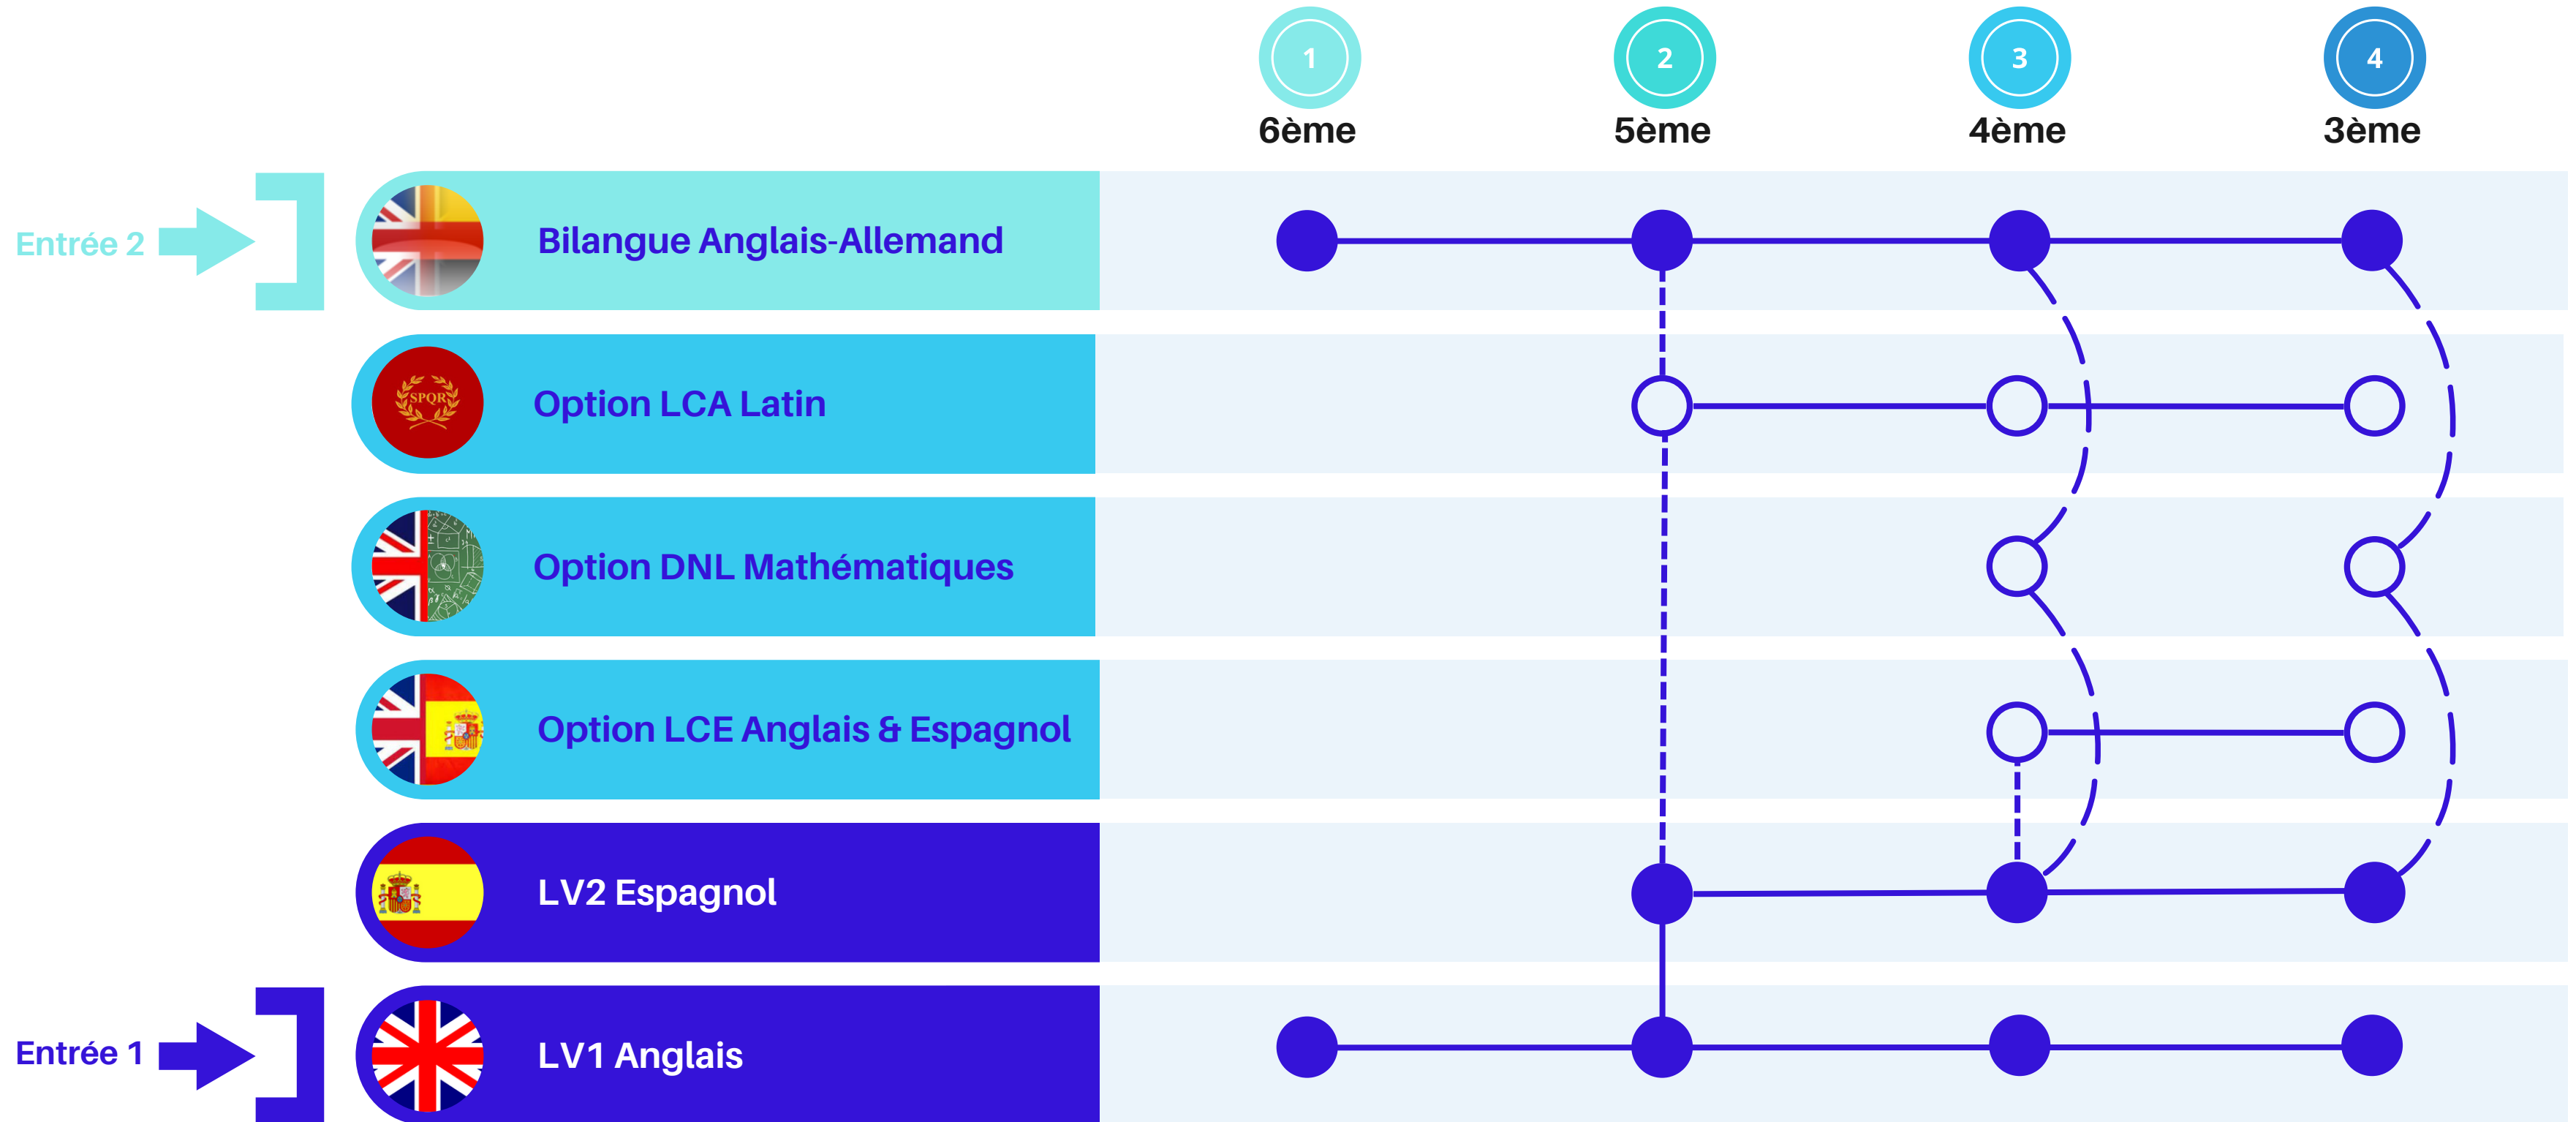 1
2
3
4
6ème
5ème
4ème
3ème
Entrée 2
Bilangue Anglais-Allemand
Option LCA Latin
SPQR
Option DNL Mathématiques
Option LCE Anglais & Espagnol
LV2 Espagnol
Entrée 1
LV1 Anglais